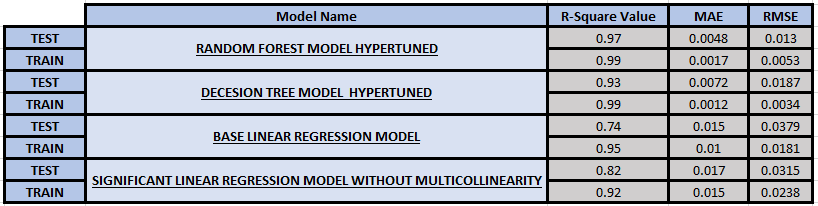 Model Name R-Square Value MAE RMSE
TEST RANDOM FOREST MODEL HYPERTUNED 0.97 0.0048 0.013
TRAIN 0.99 0.0017 0.0053
TEST DECESION TREE MODEL HYPERTUNED 0.93 0.0072 0.0187
TRAIN 0.99 0.0012 0.0034
TEST BASE LINEAR REGRESSION MODEL 0.74 0.015 0.0379
TRAIN 0.95 0.01 0.0181
TEST SIGNIFICANT LINEAR REGRESSION MODEL WITHOUT MULTICOLLINEARITY 0.82 0.017 0.0315
TRAIN 0.92 0.015 0.0238